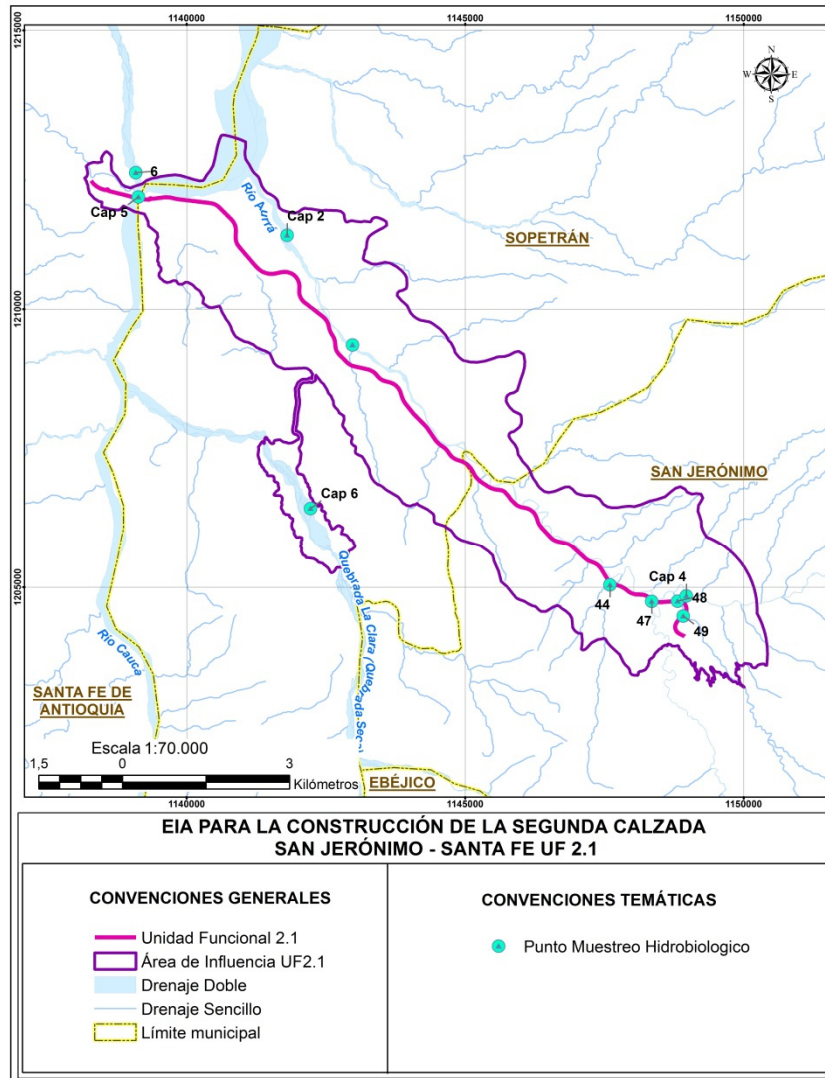 1140000
1145000
1150000
1215000
1210000
1205000
N
W
E
S
6
Cap 5
Río Aurrá
Cap 2
SOPETRÁN
SAN JERÓNIMO
Cap 6
Cap 4
48
44
47
49
Quebrada La Clara (Quebrada Seca)
Río Cauca
SANTA FE DE
ANTIOQUIA
EBÉJICO
Escala 1:70.000
1,5
0
3
Kilómetros
1140000
1145000
1150000
EIA PARA LA CONSTRUCCIÓN DE LA SEGUNDA CALZADA
SAN JERÓNIMO - SANTA FE UF 2.1
CONVENCIONES GENERALES
Unidad Funcional 2.1
Área de Influencia UF2.1
Drenaje Doble
Drenaje Sencillo
Límite municipal
CONVENCIONES TEMÁTICAS
Punto Muestreo Hidrobiologico